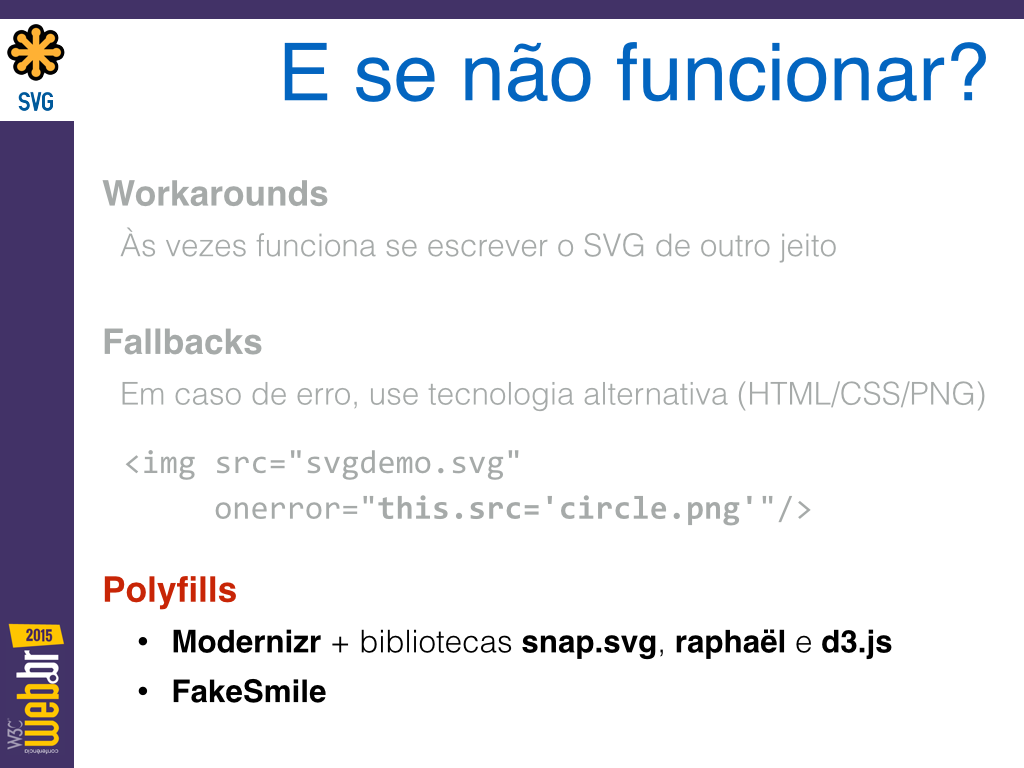 SVG
E se não funcionar?
Workarounds
Às vezes funciona se escrever o SVG de outro jeito
Fallbacks
Em caso de erro, use tecnologia alternativa (HTML/CSS/PNG)
<img src="svgdemo.svg"
onerror="this.src='circle.png'"/>
Polyfills
• Modernizr + bibliotecas snap.svg, raphaël e d3.js
• FakeSmile
2015
web.br
W3C
conferência